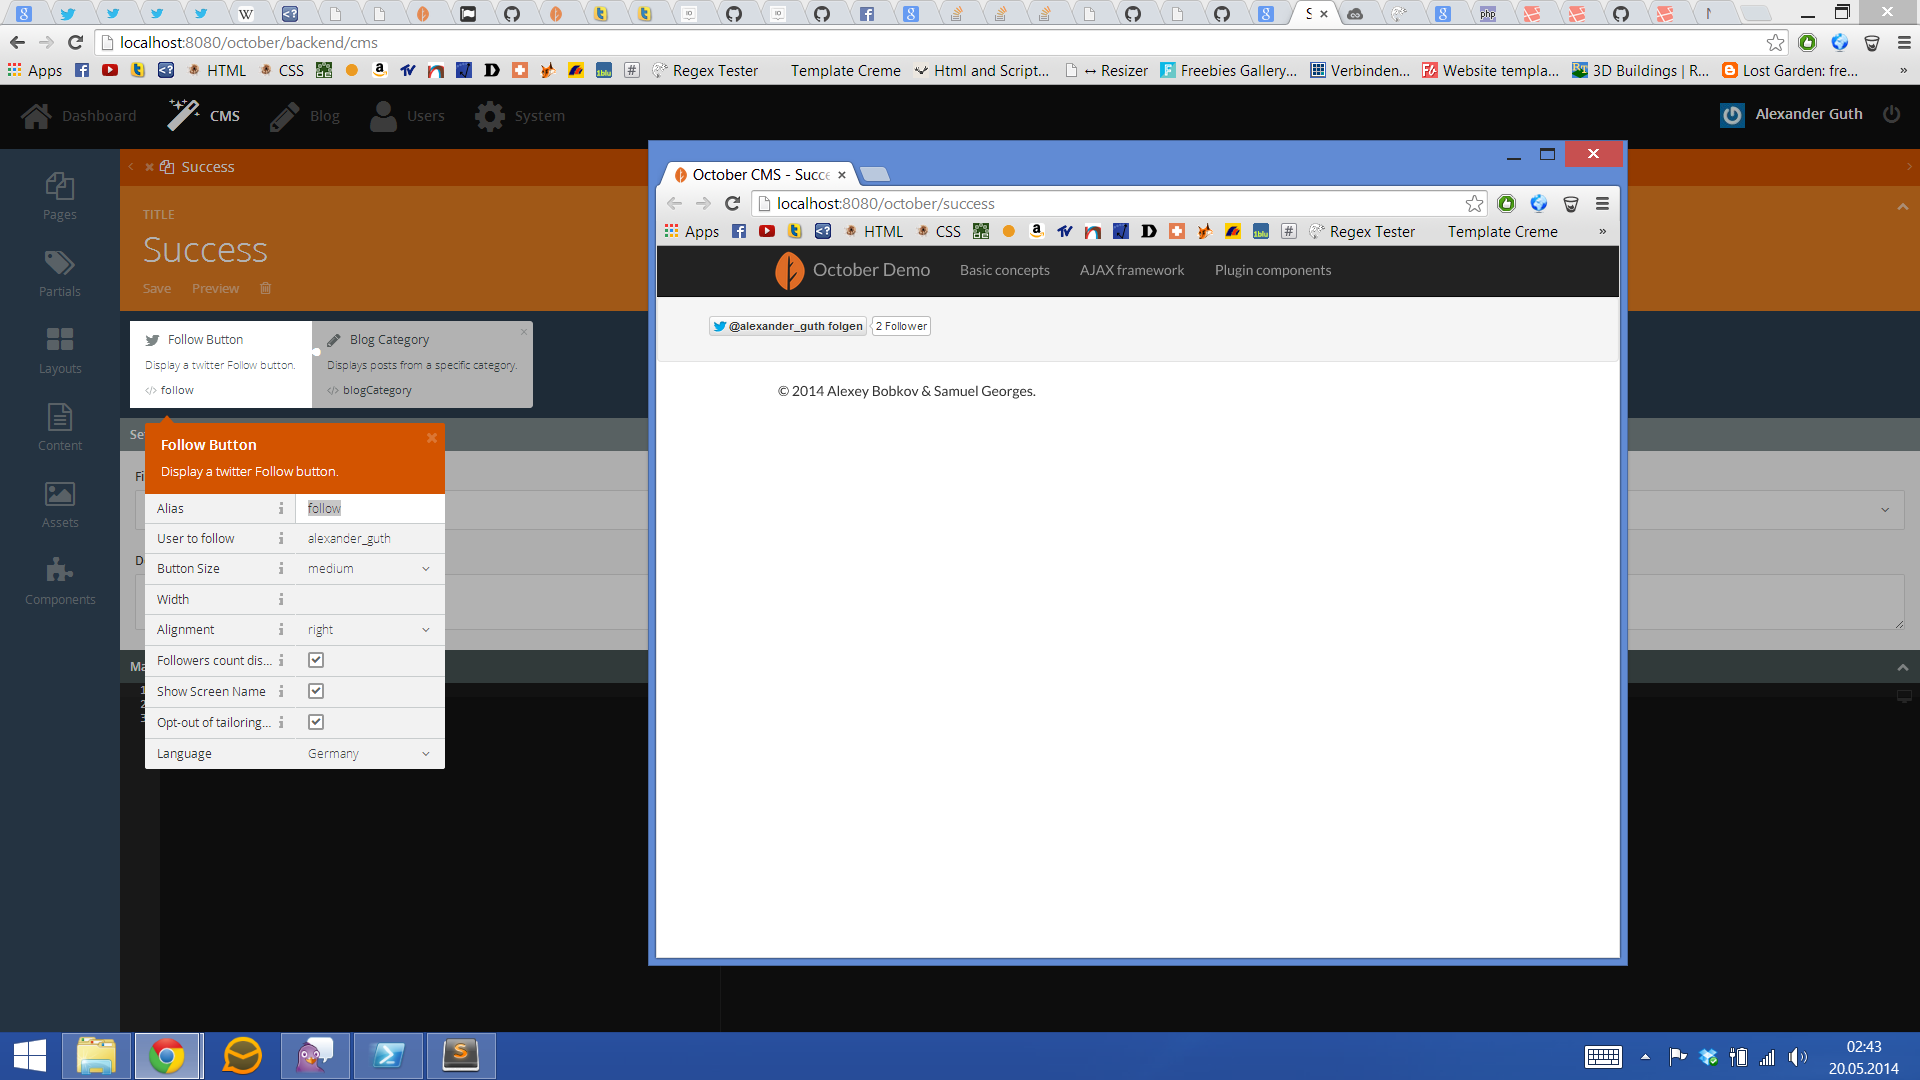 localhost:8080/october/backend/cms
Apps
HTML
CSS
Regex Tester
Template Creme
Html and Script...
↔ Resizer
Freebies Gallery...
Verbinden...
Website templa...
3D Buildings | R...
Lost Garden: fre...
»
Dashboard
CMS
Blog
Users
System
Alexander Guth
Pages
Partials
Layouts
Content
Assets
Components
Success
TITLE
Success
Save
Preview
Follow Button
Display a twitter Follow button.
follow
Blog Category
Displays posts from a specific category.
blogCategory
Follow Button
Display a twitter Follow button.
Alias
follow
User to follow
alexander_guth
Button Size
medium
Width
Alignment
right
Followers count dis...
Show Screen Name
Opt-out of tailoring...
Language
Germany
October CMS - Succe
localhost:8080/october/success
Apps
HTML
CSS
Regex Tester
Template Creme
»
October Demo
Basic concepts
AJAX framework
Plugin components
@alexander_guth folgen
2 Follower
© 2014 Alexey Bobkov & Samuel Georges.
02:43
20.05.2014